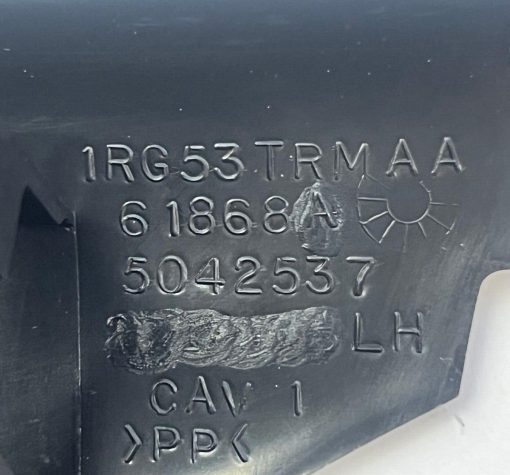 1RG53TRMAA
61868A
5042537
LH
CAV 1
>PP<